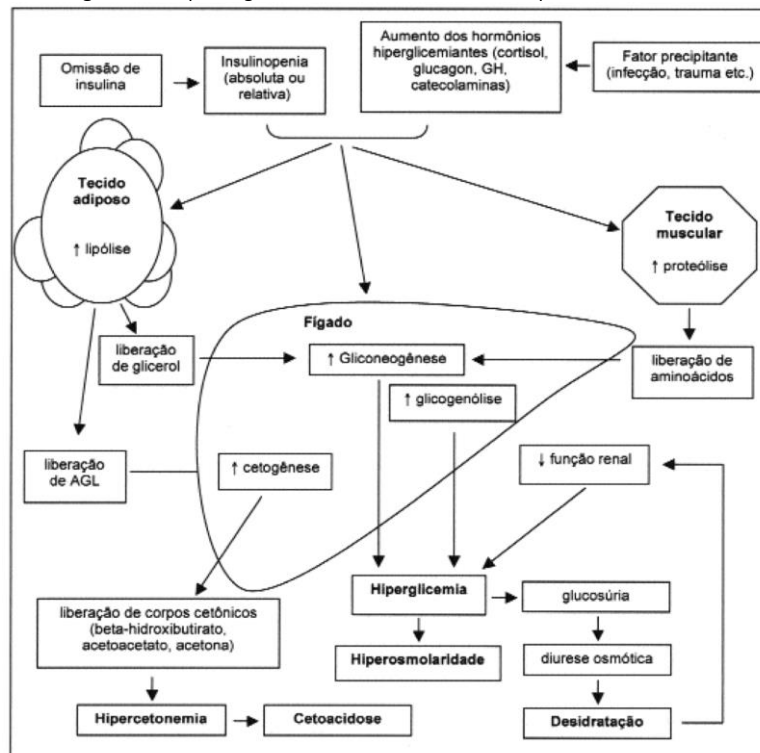 Omissão de
insulina
Insulinopenia
(absoluta ou
relativa)
Aumento dos hormônios
hiperglicemiantes (cortisol,
glucagon, GH,
catecolaminas)
Fator precipitante
(infecção, trauma etc.)
Tecido
adiposo
↑ lipólise
Tecido
muscular
↑ proteólise
Fígado
liberação
de glicerol
↑ Gliconeogênese
liberação de
aminoácidos
↑ glicogenólise
liberação
de AGL
↑ cetogênese
↓ função renal
Hiperglicemia
glucosúria
liberação de corpos cetônicos
(beta-hidroxibutirato,
acetoacetato, acetona)
Hiperosmolaridade
diurese osmótica
Hipercetonemia
Cetoacidose
Desidratação